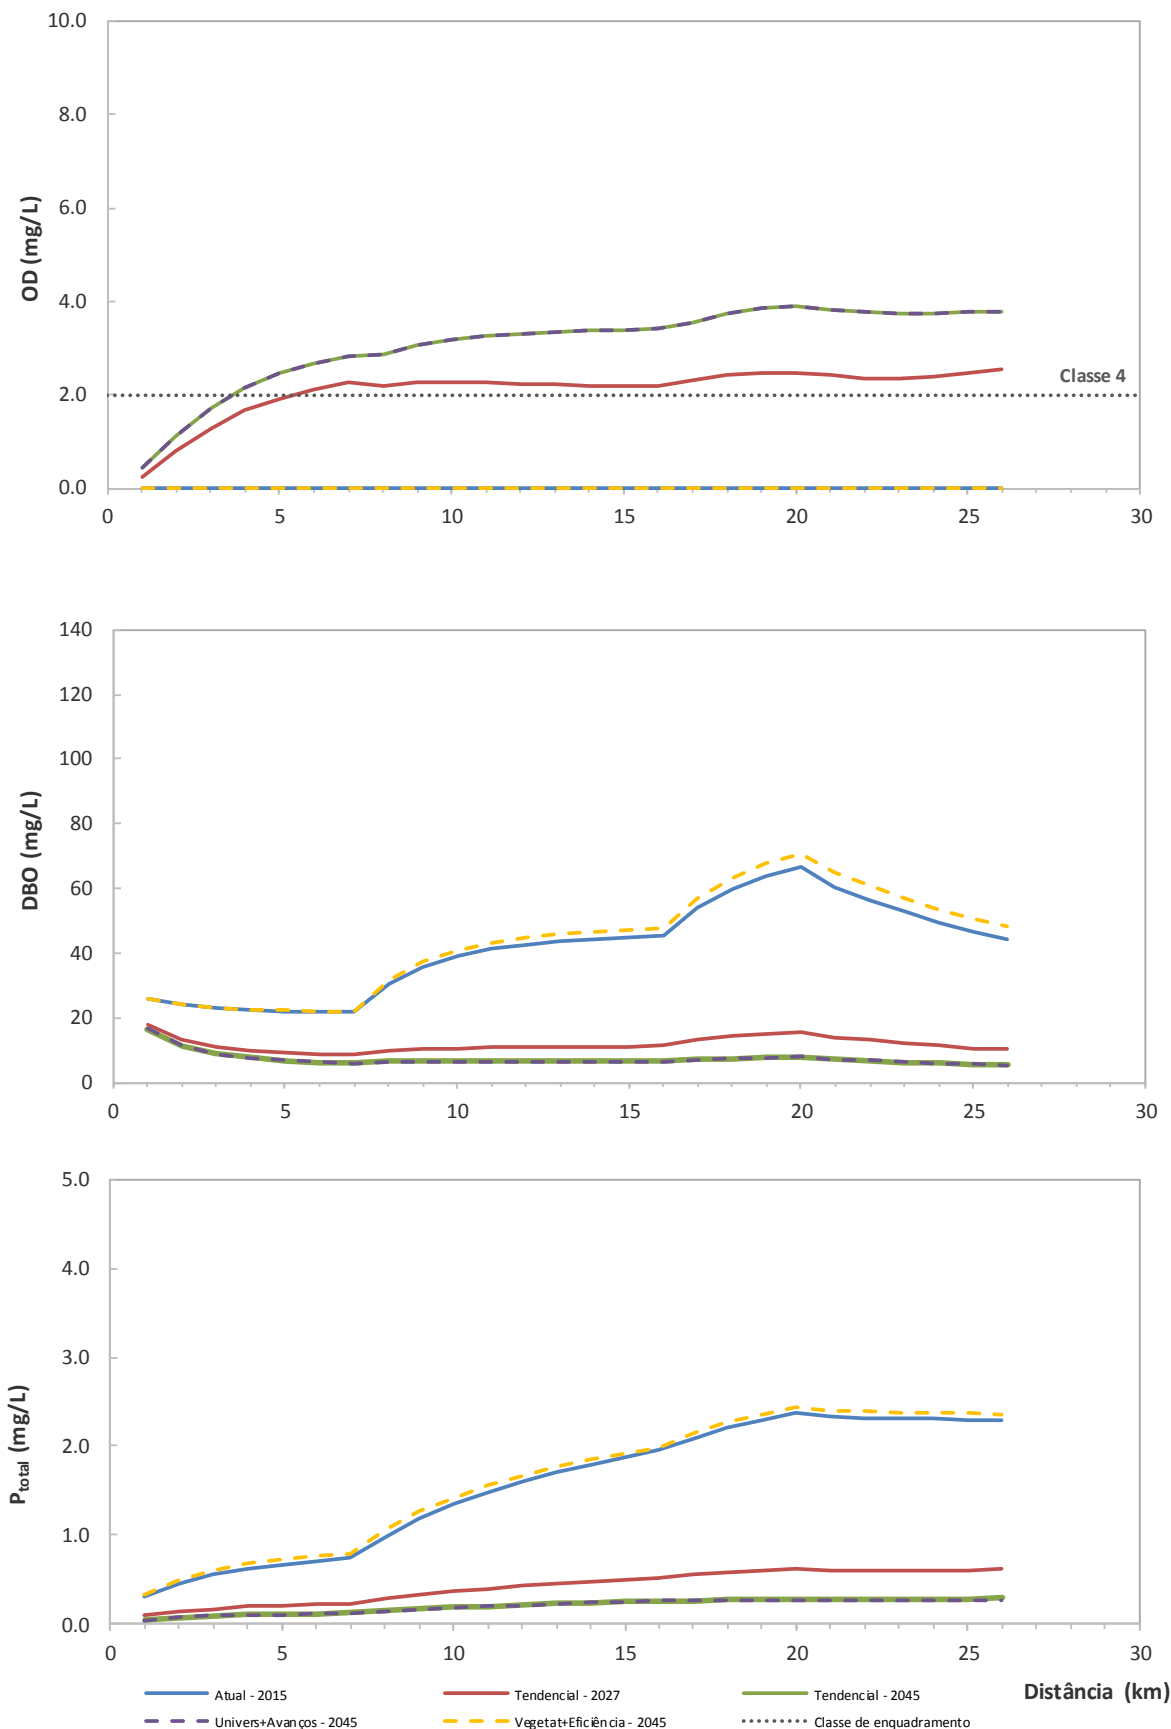 10.0
8.0
6.0
4.0
2.0
0.0
OD (mg/L)
Classe 4
0 5 10 15 20 25 30
140
120
100
80
60
40
20
0
DBO (mg/L)
0 5 10 15 20 25 30
5.0
4.0
3.0
2.0
1.0
0.0
Ptotal (mg/L)
0 5 10 15 20 25 30
Distância (km)
Atual - 2015 Tendencial - 2027 Tendencial - 2045
Univers+Avanços - 2045 Vegetat+Eficiência - 2045 Classe de enquadramento